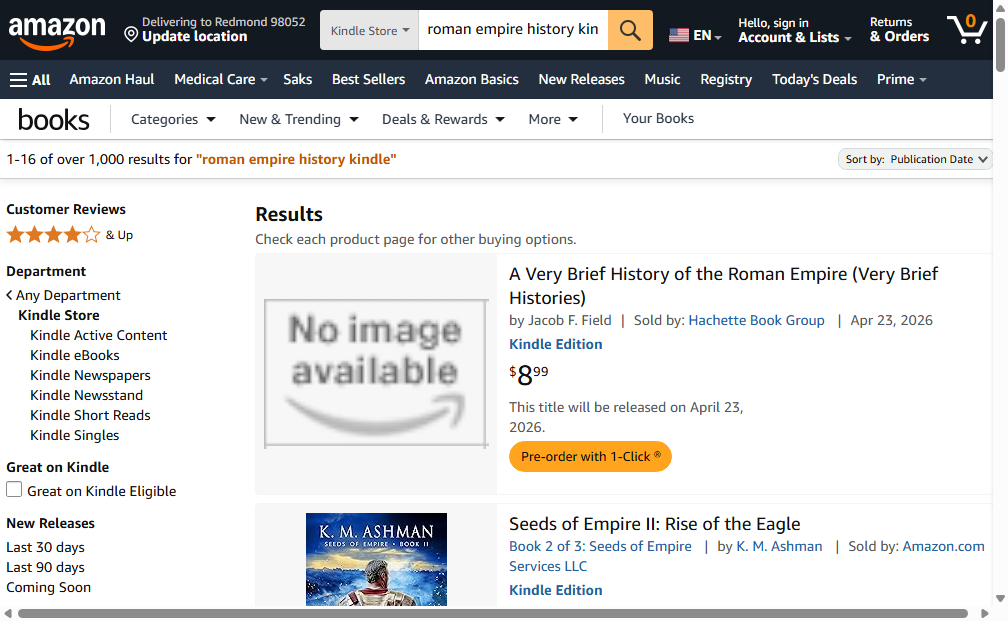 amazon
Delivering to Redmond 98052
Update location
Kindle Store
roman empire history kin
EN
Hello, sign in
Account & Lists
Returns
& Orders
0
All
Amazon Haul
Medical Care
Saks
Best Sellers
Amazon Basics
New Releases
Music
Registry
Today's Deals
Prime
books
Categories
New & Trending
Deals & Rewards
More
Your Books
1-16 of over 1,000 results for "roman empire history kindle"
Sort by: Publication Date
Customer Reviews
& Up
Department
Any Department
Kindle Store
Kindle Active Content
Kindle eBooks
Kindle Newspapers
Kindle Newsstand
Kindle Short Reads
Kindle Singles
Great on Kindle
Great on Kindle Eligible
New Releases
Last 30 days
Last 90 days
Coming Soon
Results
Check each product page for other buying options.
No image
available
A Very Brief History of the Roman Empire (Very Brief
Histories)
by Jacob F. Field | Sold by: Hachette Book Group | Apr 23, 2026
Kindle Edition
$899
This title will be released on April 23,
2026.
Pre-order with 1-Click ®
K. M. ASHMAN
SEEDS OF EMPIRE • BOOK II
Seeds of Empire II: Rise of the Eagle
Book 2 of 3: Seeds of Empire | by K. M. Ashman | Sold by: Amazon.com
Services LLC
Kindle Edition